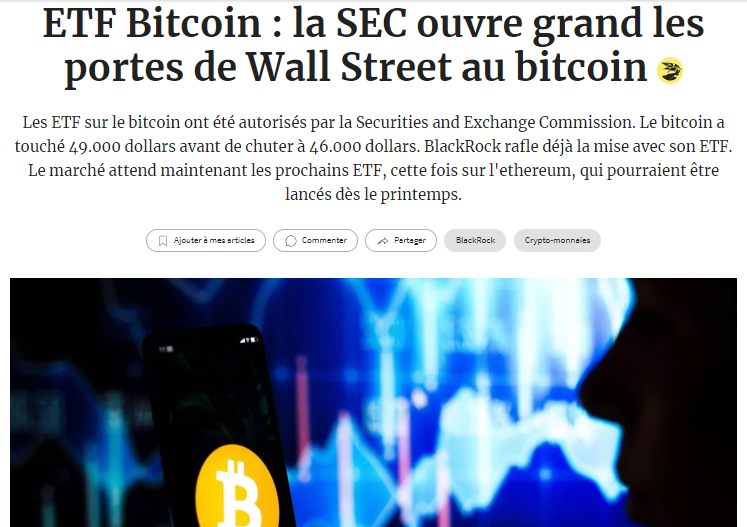 ETF Bitcoin : la SEC ouvre grand les
portes de Wall Street au bitcoin
Les ETF sur le bitcoin ont été autorisés par la Securities and Exchange Commission. Le bitcoin a
touché 49.000 dollars avant de chuter à 46.000 dollars. BlackRock rafle déjà la mise avec son ETF.
Le marché attend maintenant les prochains ETF, cette fois sur l'ethereum, qui pourraient être
lancés dès le printemps.
Ajouter à mes articles Commenter Partager BlackRock Crypto-monnaies